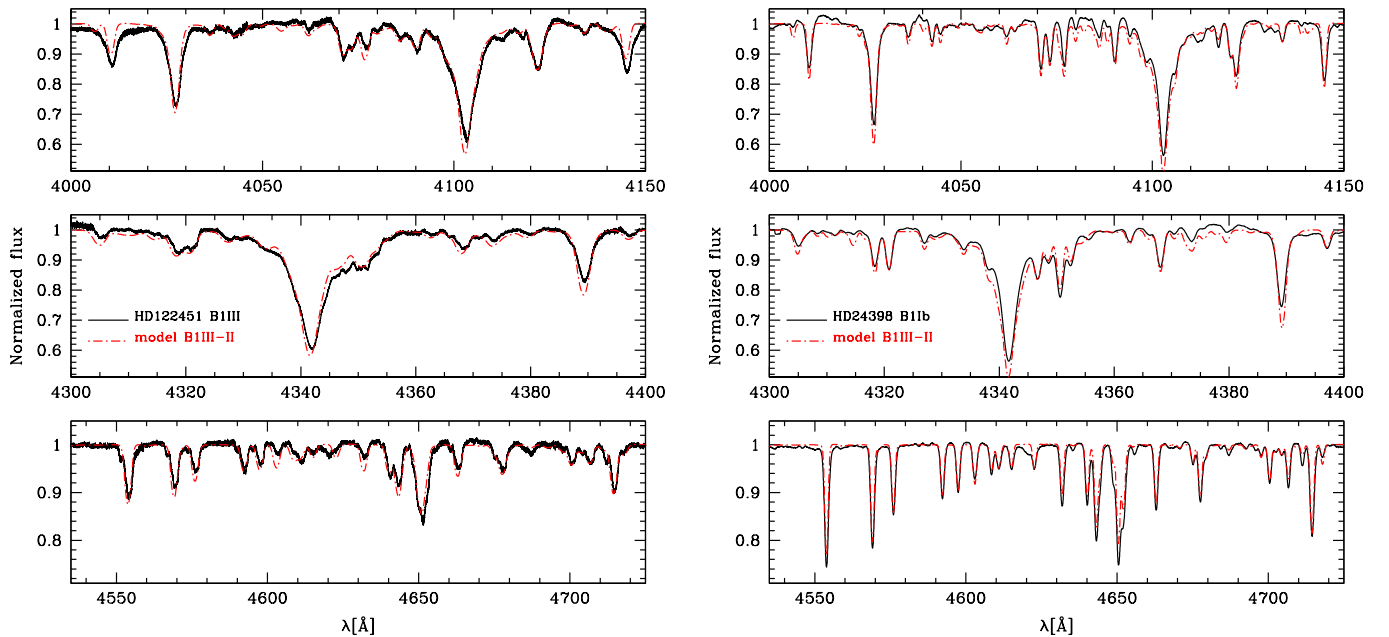 1
0.9
0.8
0.7
0.6
4000 4050 4100 4150
1
0.9
0.8
0.7
0.6
4000 4050 4100 4150
Normalized flux
1
0.9
0.8
0.7
0.6
HD122451 B1III
model B1III-II
4300 4320 4340 4360 4380 4400
Normalized flux
1
0.9
0.8
0.7
0.6
HD24398 B1Ib
model B1III-II
4300 4320 4340 4360 4380 4400
1
0.9
0.8
4550 4600 4650 4700
λ[Å]
1
0.9
0.8
4550 4600 4650 4700
λ[Å]